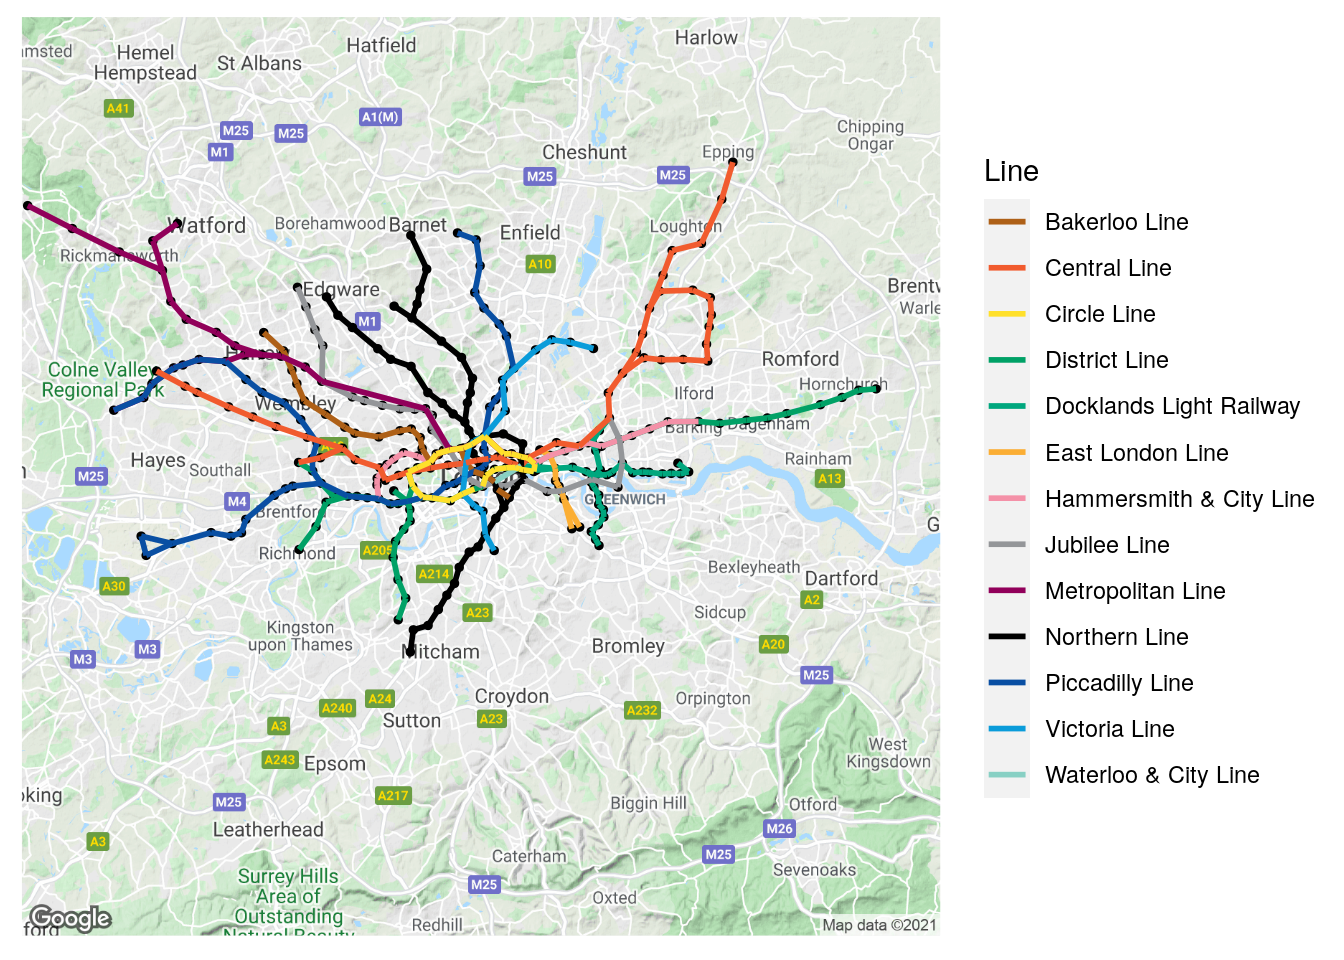 msted
Hemel
Hempstead
St Albans
Hatfield
Harlow
A41
M25
M25
A1(M)
M1
Chipping
Ongar
Cheshunt
Epping
M25
M25
Watford
Borehamwood
Barnet
Enfield
Loughton
Rickmansworth
A10
Edgware
Brentw
Warle
M1
Harrow
Colne Valley
Regional Park
Romford
Ilford
Hornchurch
Wembley
Barking
Dagenham
Hayes
Southall
M25
Rainham
A13
M4
GREENWICH
Brentford
Richmond
A205
G
A30
A214
Bexleyheath
Dartford
A2
A23
Sidcup
Kingston
upon Thames
M3
M3
Mitcham
Bromley
A20
M25
Croydon
Orpington
A24
A240
A232
A3
Sutton
A23
A243
Epsom
West
Kingsdown
oking
M25
A217
Biggin Hill
Otford
Leatherhead
M26
A3
Caterham
M25
Sevenoaks
Surrey Hills
Area of
Outstanding
Natural Beauty
M25
Oxted
Google
ford
Redhill
Map data ©2021
Line
Bakerloo Line
Central Line
Circle Line
District Line
Docklands Light Railway
East London Line
Hammersmith & City Line
Jubilee Line
Metropolitan Line
Northern Line
Piccadilly Line
Victoria Line
Waterloo & City Line